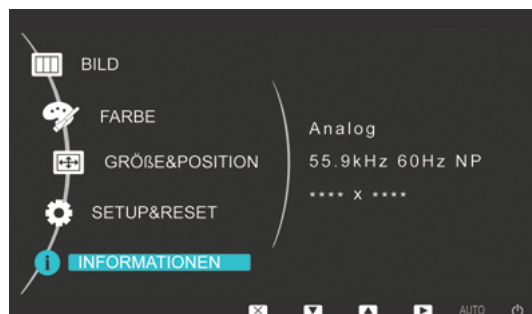 BILD
FARBE
GRÖßE&POSITION
SETUP&RESET
INFORMATIONEN
Analog
55.9kHz 60Hz NP
**** x ****
AUTO